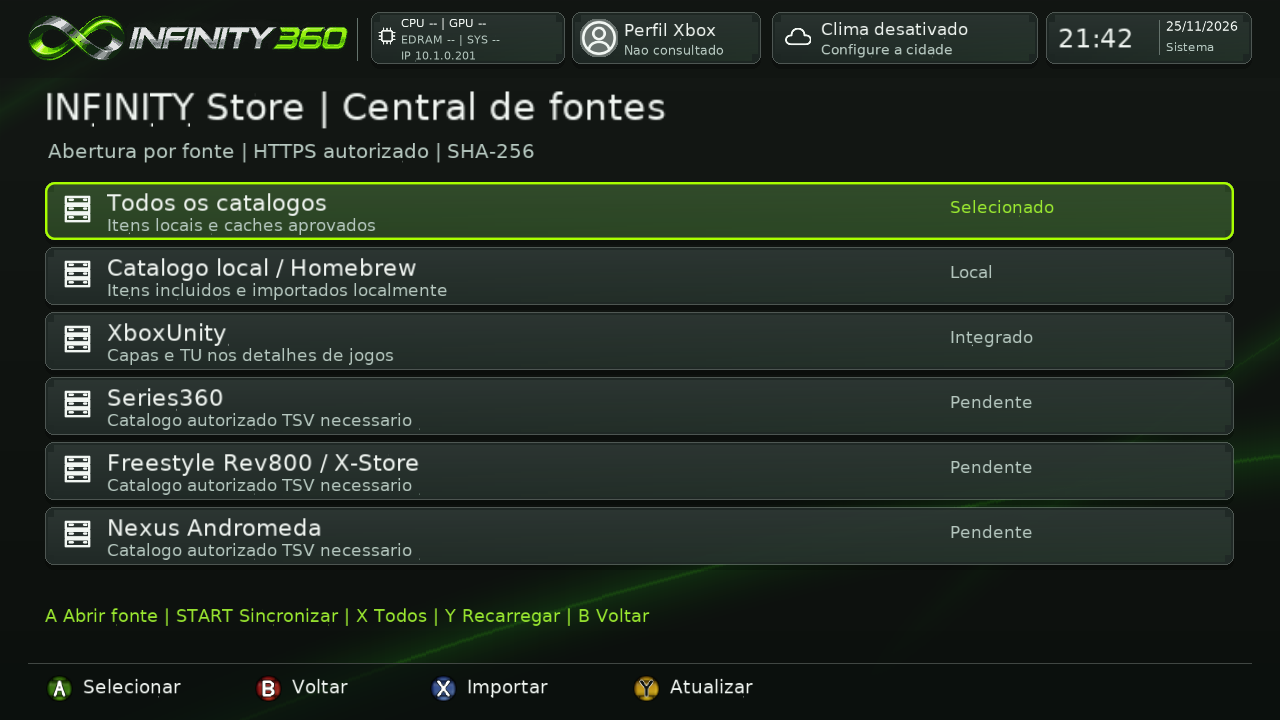 INFINITY 360
CPU -- | GPU --
EDRAM -- | SYS --
IP 10.1.0.201
Perfil Xbox
Nao consultado
Clima desativado
Configure a cidade
21:42
25/11/2026
Sistema
INFINITY Store | Central de fontes
Abertura por fonte | HTTPS autorizado | SHA-256
Todos os catalogos
Itens locais e caches aprovados
Selecionado
Catalogo local / Homebrew
Itens incluidos e importados localmente
Local
XboxUnity
Capas e TU nos detalhes de jogos
Integrado
Series360
Catalogo autorizado TSV necessario
Pendente
Freestyle Rev800 / X-Store
Catalogo autorizado TSV necessario
Pendente
Nexus Andromeda
Catalogo autorizado TSV necessario
Pendente
A Abrir fonte | START Sincronizar | X Todos | Y Recarregar | B Voltar
A Selecionar B Voltar X Importar Y Atualizar